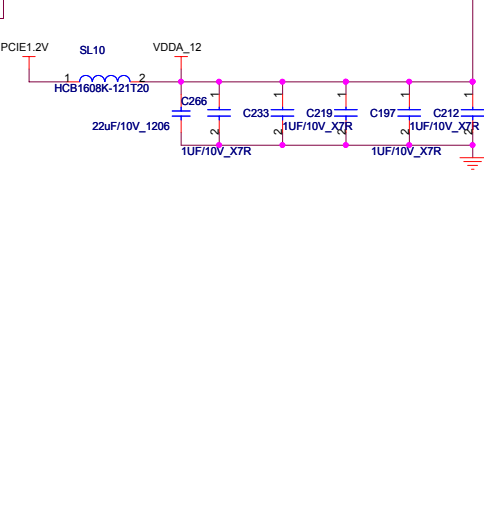 PCIE1.2V
SL10
VDDA_12
1
2
HCB1608K-121T20
1
1
1
1
1
C266
C233
C219
C197
C212
22uF/10V_1206
2
2
1UF/10V_X7R
2
2
1UF/10V_X7R
2
1UF/10V_X7R
1UF/10V_X7R